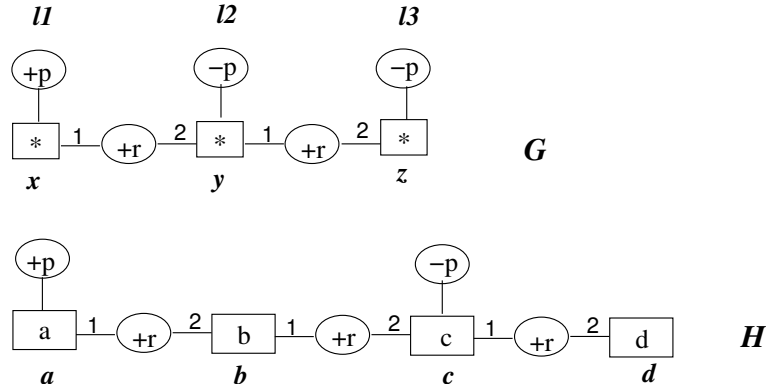 l1 l2 l3
+p −p −p
* 1 +r 2 * 1 +r 2 *
G
x y z
+p −p
a 1 +r 2 b 1 +r 2 c 1 +r 2 d
H
a b c d